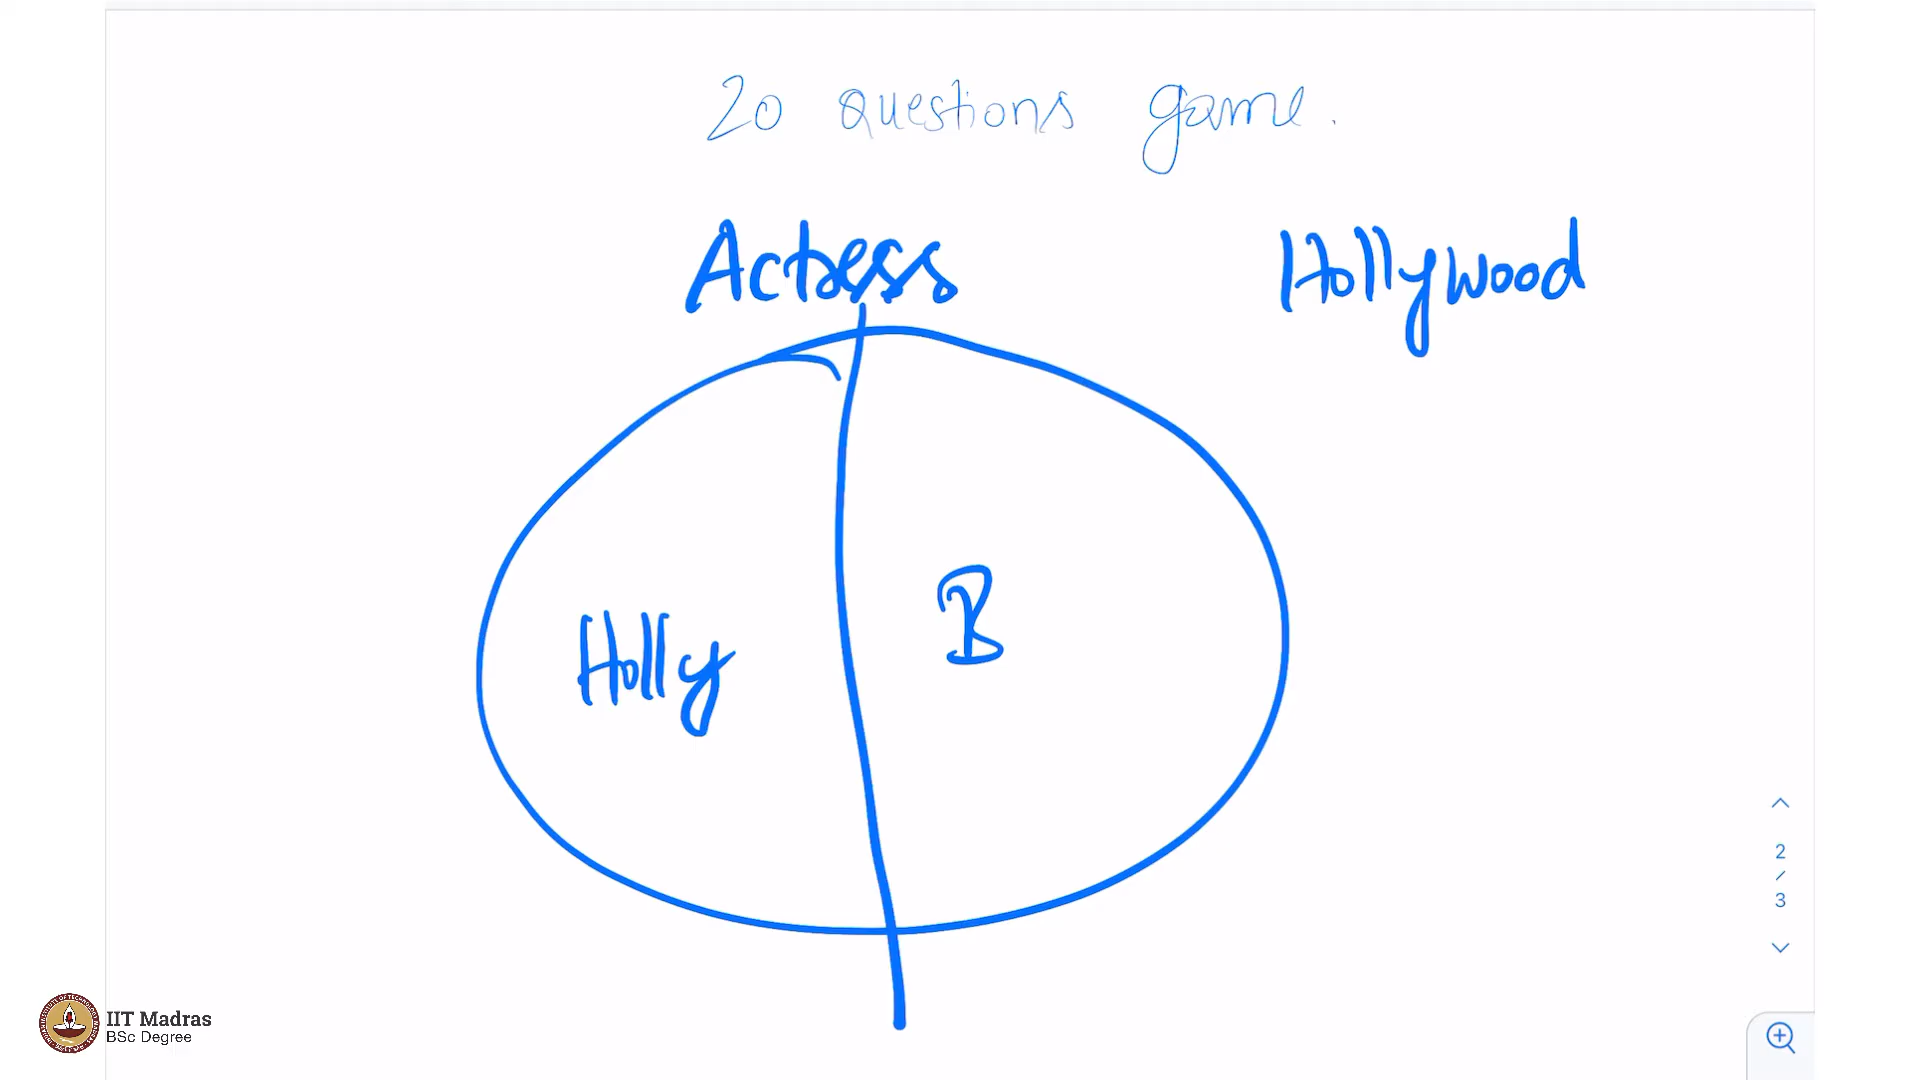 20 questions game.
Actress Hollywood
Holly B
2
/
3
IIT Madras
BSc Degree